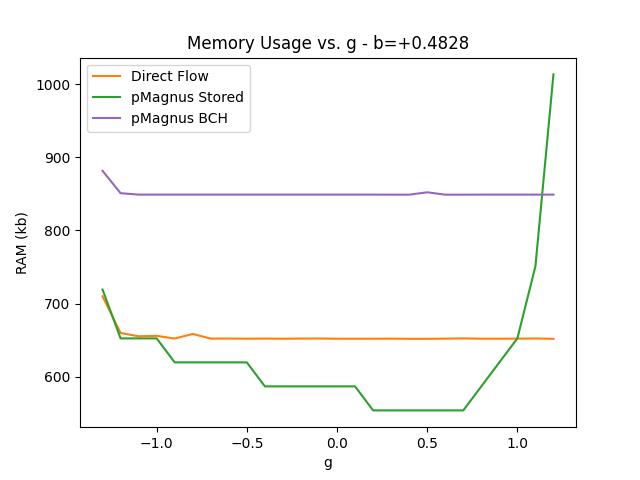 Memory Usage vs. g - b=+0.4828
Direct Flow
pMagnus Stored
pMagnus BCH
1000
900
800
700
600
RAM (kb)
−1.0 −0.5 0.0 0.5 1.0
g